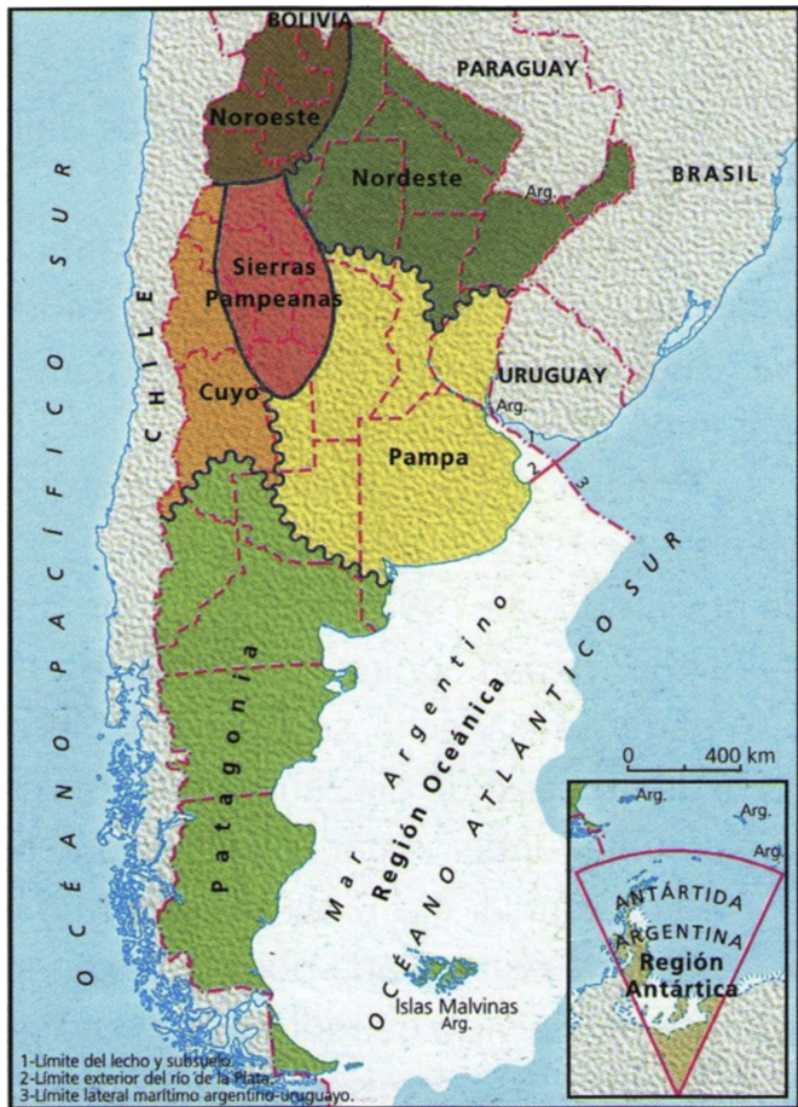 BOLIVIA
PARAGUAY
Noroeste
Nordeste
Arg.
BRASIL
Sierras
Pampeanas
CHILE
Cuyo
URUGUAY
Arg.
Pampa
1
2
3
OCÉANO PACÍFICO SUR
Patagonia
Mar Argentino
Región Oceánica
OCÉANO ATLÁNTICO SUR
0 400 km
Islas Malvinas
Arg.
Arg.
Arg.
Arg.
ANTÁRTIDA
ARGENTINA
Región
Antártica
1-Límite del lecho y subsuelo.
2-Límite exterior del río de la Plata.
3-Límite lateral marítimo argentino-uruguayo.